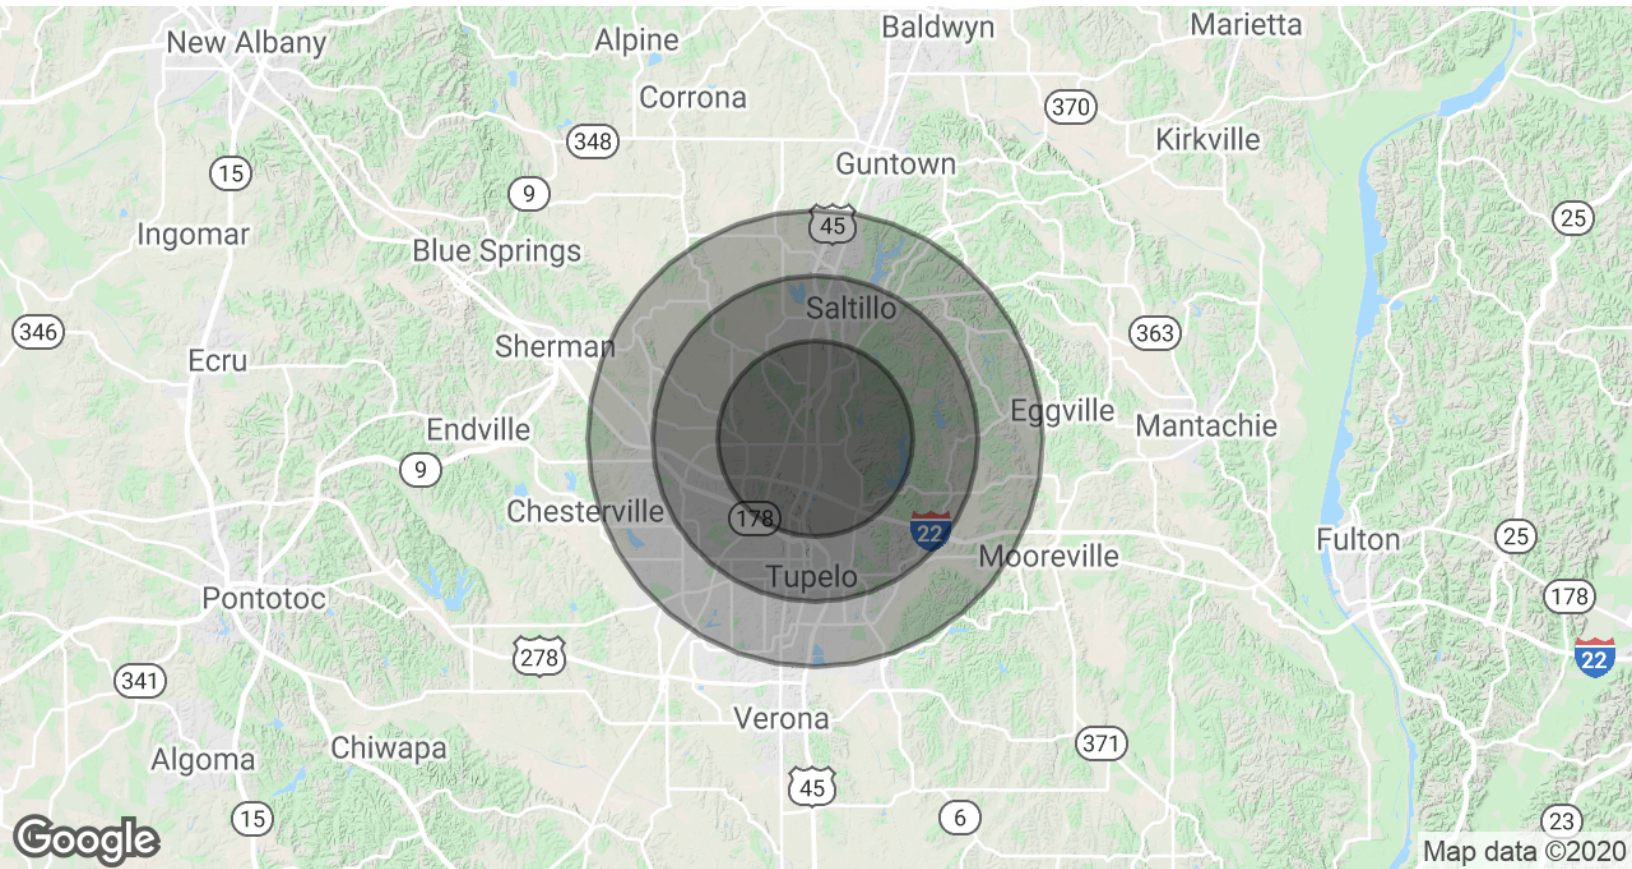 New Albany
Alpine
Baldwyn
Marietta
Corrona
370
348
Kirkville
Guntown
15
9
25
45
Ingomar
Blue Springs
Saltillo
346
363
Sherman
Ecru
Eggville
Mantachie
Endville
9
Chesterville
178
22
Fulton
25
Mooreville
Tupelo
Pontotoc
178
278
22
341
Verona
371
Chiwapa
Algoma
45
15
6
23
Google
Map data ©2020